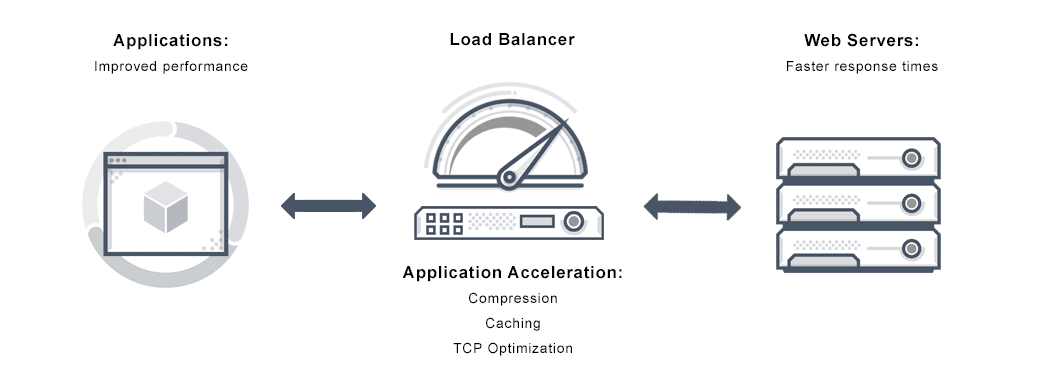 Applications:
Improved performance
Load Balancer
Application Acceleration:
Compression
Caching
TCP Optimization
Web Servers:
Faster response times